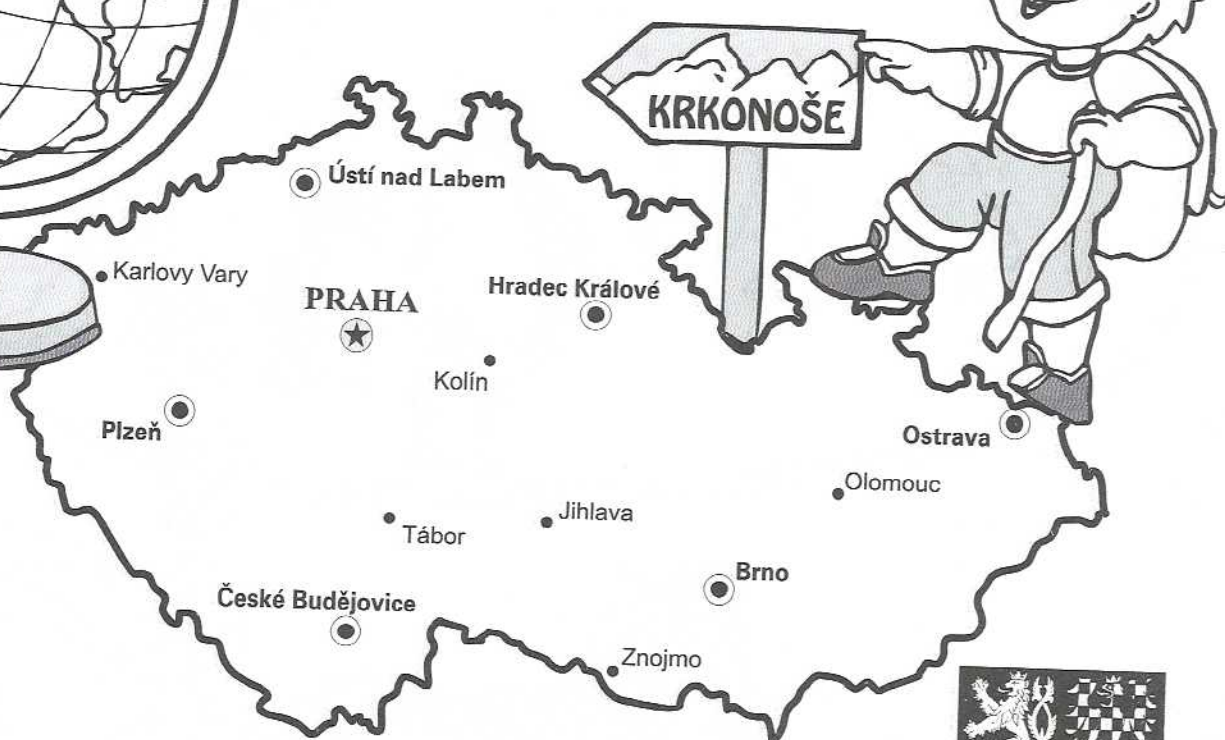 KRKONOŠE
Ústí nad Labem
Karlovy Vary
PRAHA
Hradec Králové
Kolín
Plzeň
Ostrava
Olomouc
Jihlava
Tábor
Brno
České Budějovice
Znojmo